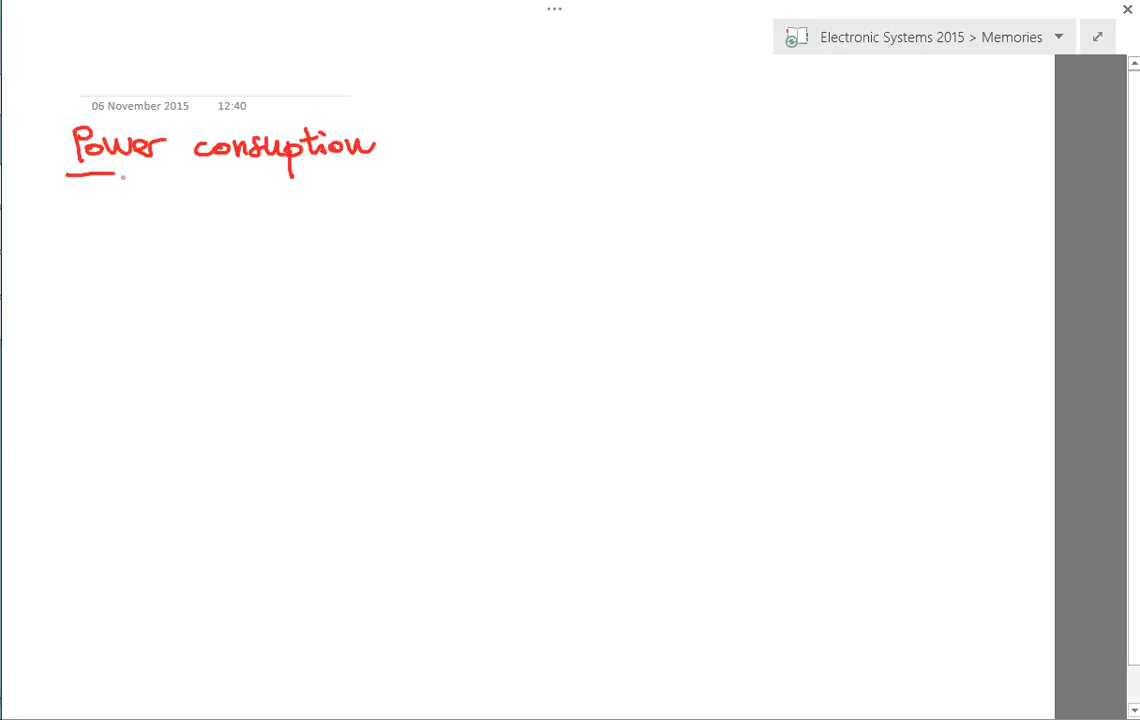 Electronic Systems 2015 > Memories
06 November 2015 12:40
Power consuption